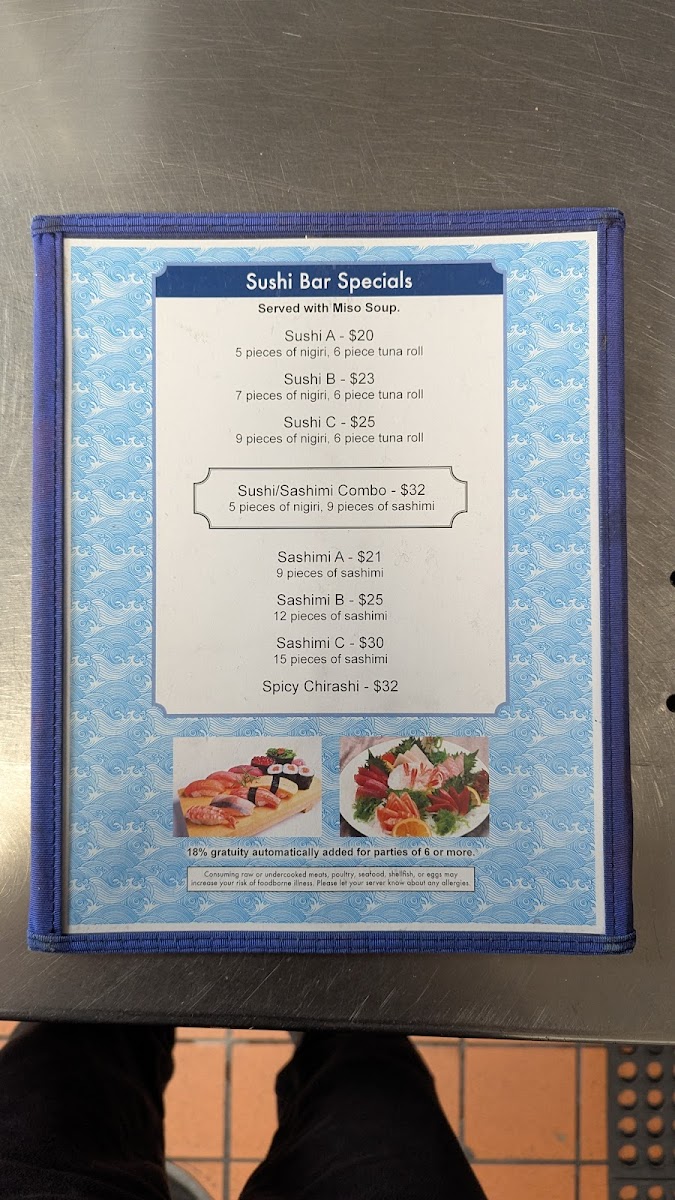 Sushi Bar Specials
Served with Miso Soup.
Sushi A - $20
5 pieces of nigiri, 6 piece tuna roll
Sushi B - $23
7 pieces of nigiri, 6 piece tuna roll
Sushi C - $25
9 pieces of nigiri, 6 piece tuna roll
Sushi/Sashimi Combo - $32
5 pieces of nigiri, 9 pieces of sashimi
Sashimi A - $21
9 pieces of sashimi
Sashimi B - $25
12 pieces of sashimi
Sashimi C - $30
15 pieces of sashimi
Spicy Chirashi - $32
18% gratuity automatically added for parties of 6 or more.
Consuming raw or undercooked meats, poultry, seafood, shellfish, or eggs may
increase your risk of foodborne illness. Please let your server know about any allergies.